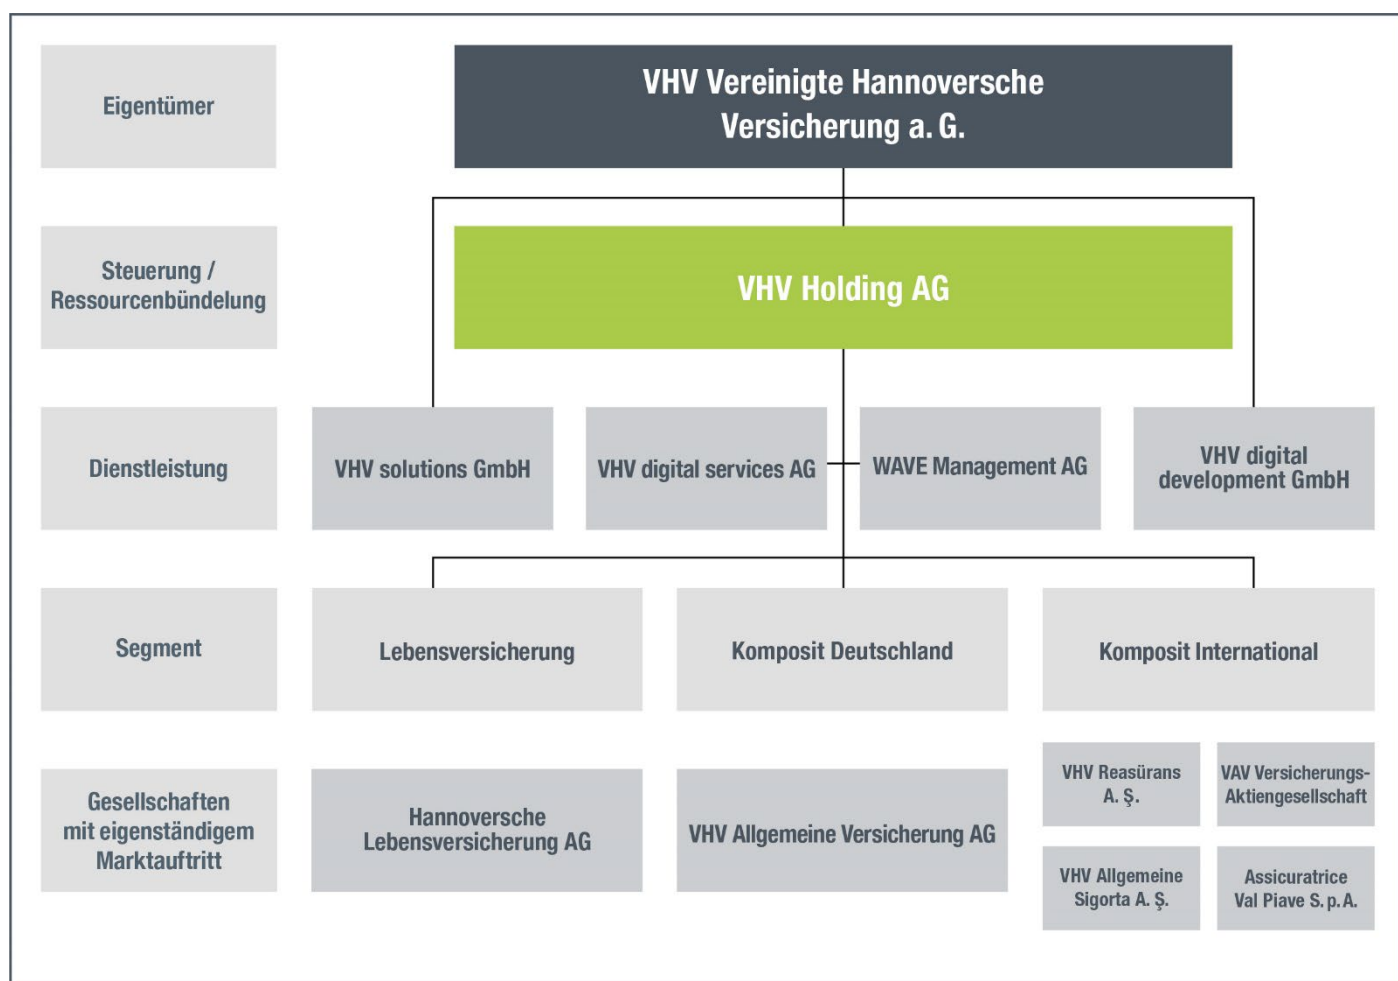 Eigentümer
VHV Vereinigte Hannoversche
Versicherung a. G.
Steuerung /
Ressourcenbündelung
VHV Holding AG
Dienstleistung
VHV solutions GmbH
VHV digital services AG
WAVE Management AG
VHV digital
development GmbH
Segment
Lebensversicherung
Komposit Deutschland
Komposit International
Gesellschaften
mit eigenständigem
Marktauftritt
Hannoversche
Lebensversicherung AG
VHV Allgemeine Versicherung AG
VHV Reasürans
A. Ş.
VAV Versicherungs-
Aktiengesellschaft
VHV Allgemeine
Sigorta A. Ş.
Assicuratrice
Val Piave S. p. A.